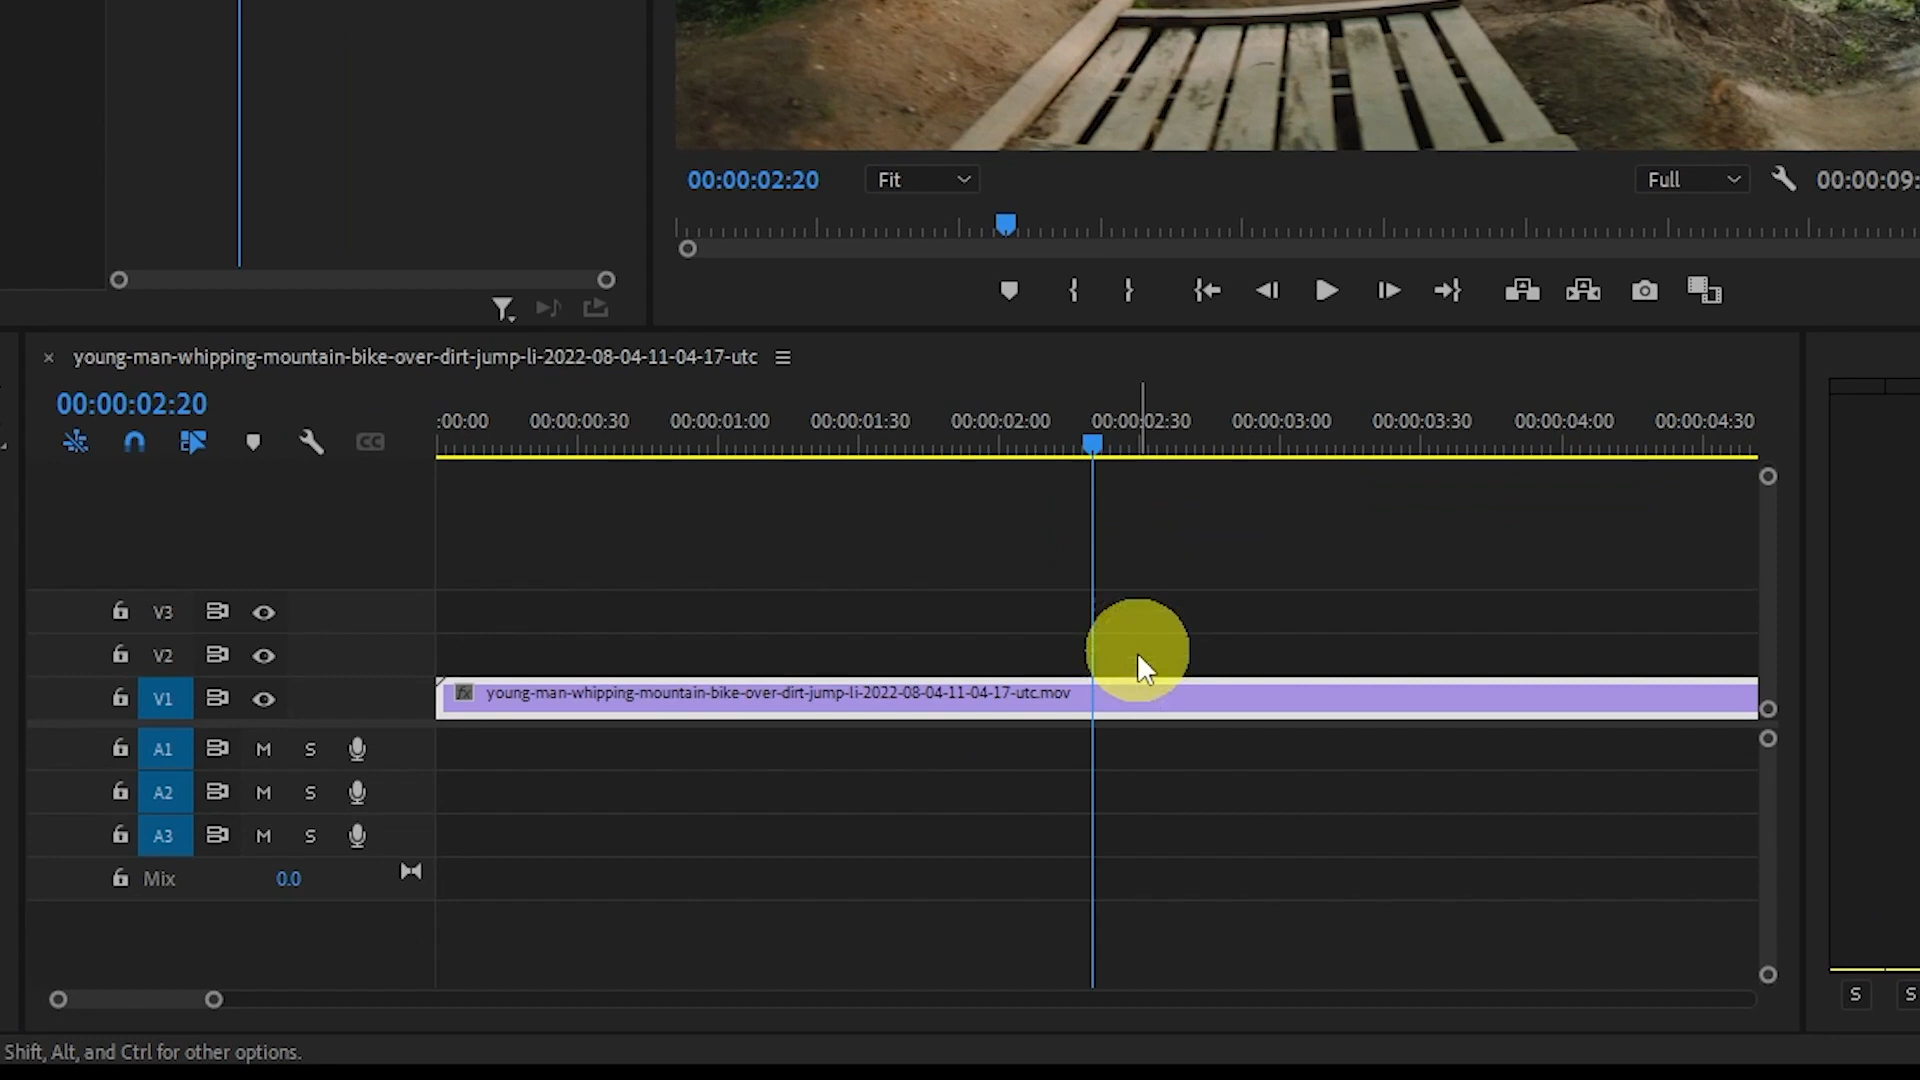 00:00:02:20
Fit
Full
00:00:09:
young-man-whipping-mountain-bike-over-dirt-jump-li-2022-08-04-11-04-17-utc
00:00:02:20
:00:00
00:00:00:30
00:00:01:00
00:00:01:30
00:00:02:00
00:00:02:30
00:00:03:00
00:00:03:30
00:00:04:00
00:00:04:30
CC
V3
V2
V1
fx
young-man-whipping-mountain-bike-over-dirt-jump-li-2022-08-04-11-04-17-utc.mov
A1 M S
A2 M S
A3 M S
Mix 0.0
S S
Shift, Alt, and Ctrl for other options.